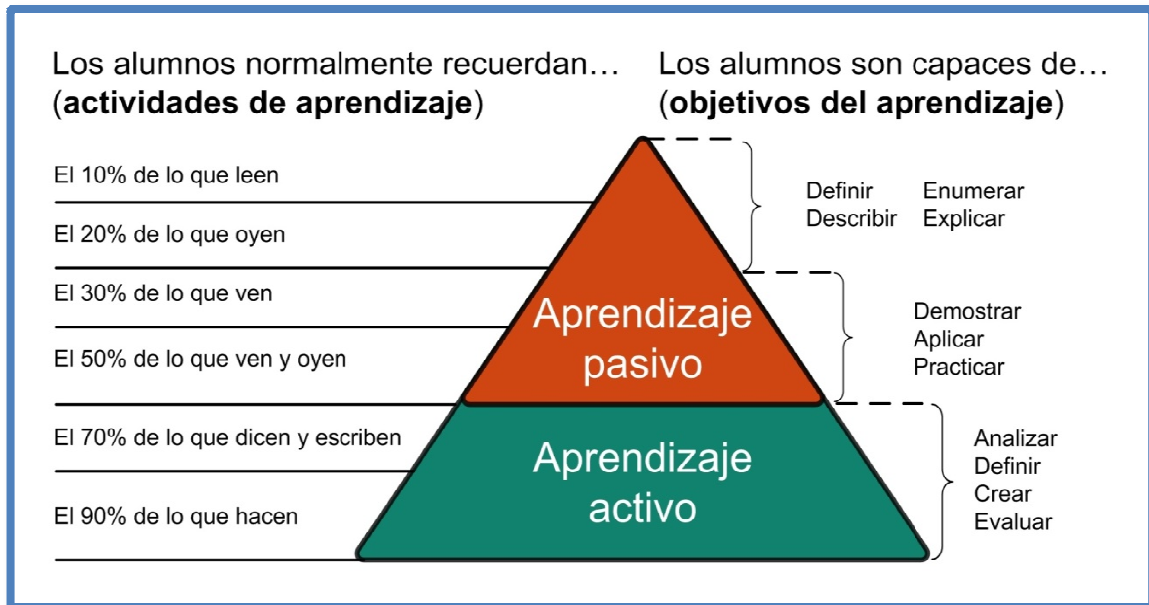 Los alumnos normalmente recuerdan…
(actividades de aprendizaje)
Los alumnos son capaces de…
(objetivos del aprendizaje)
El 10% de lo que leen
El 20% de lo que oyen
El 30% de lo que ven
El 50% de lo que ven y oyen
El 70% de lo que dicen y escriben
El 90% de lo que hacen
Aprendizaje
pasivo
Aprendizaje
activo
Definir Enumerar
Describir Explicar
Demostrar
Aplicar
Practicar
Analizar
Definir
Crear
Evaluar